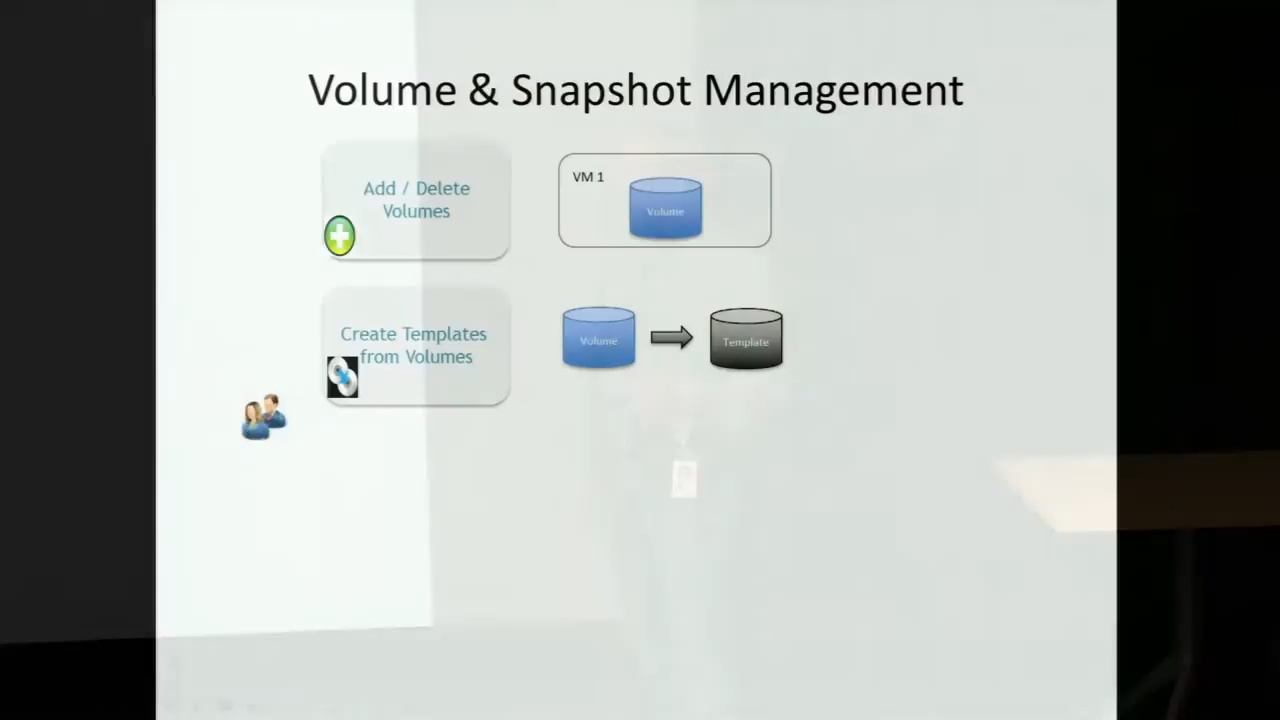 Volume & Snapshot Management
Add / Delete
Volumes
VM 1
Volume
Create Templates
from Volumes
Volume
Template